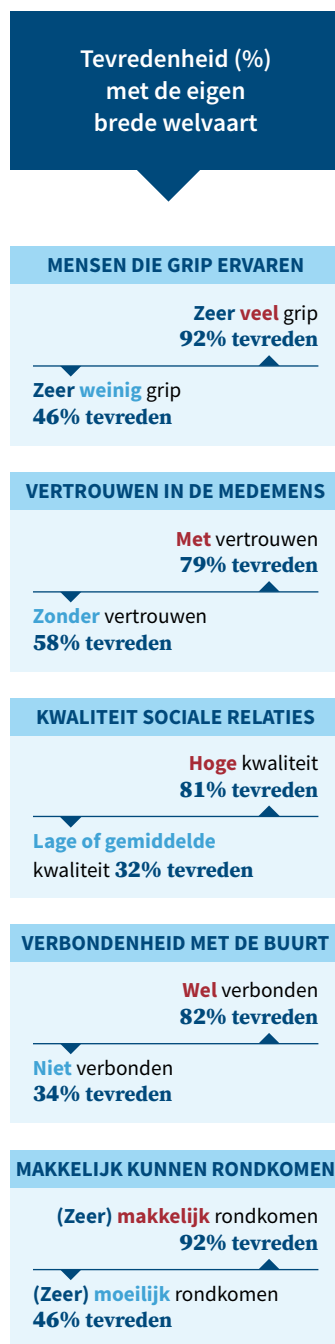 Tevredenheid (%)
met de eigen
brede welvaart
MENSEN DIE GRIP ERVAREN
Zeer veel grip
92% tevreden
Zeer weinig grip
46% tevreden
VERTROUWEN IN DE MEDEMENS
Met vertrouwen
79% tevreden
Zonder vertrouwen
58% tevreden
KWALITEIT SOCIALE RELATIES
Hoge kwaliteit
81% tevreden
Lage of gemiddelde
kwaliteit 32% tevreden
VERBONDENHEID MET DE BUURT
Wel verbonden
82% tevreden
Niet verbonden
34% tevreden
MAKKELIJK KUNNEN RONDKOMEN
(Zeer) makkelijk rondkomen
92% tevreden
(Zeer) moeilijk rondkomen
46% tevreden